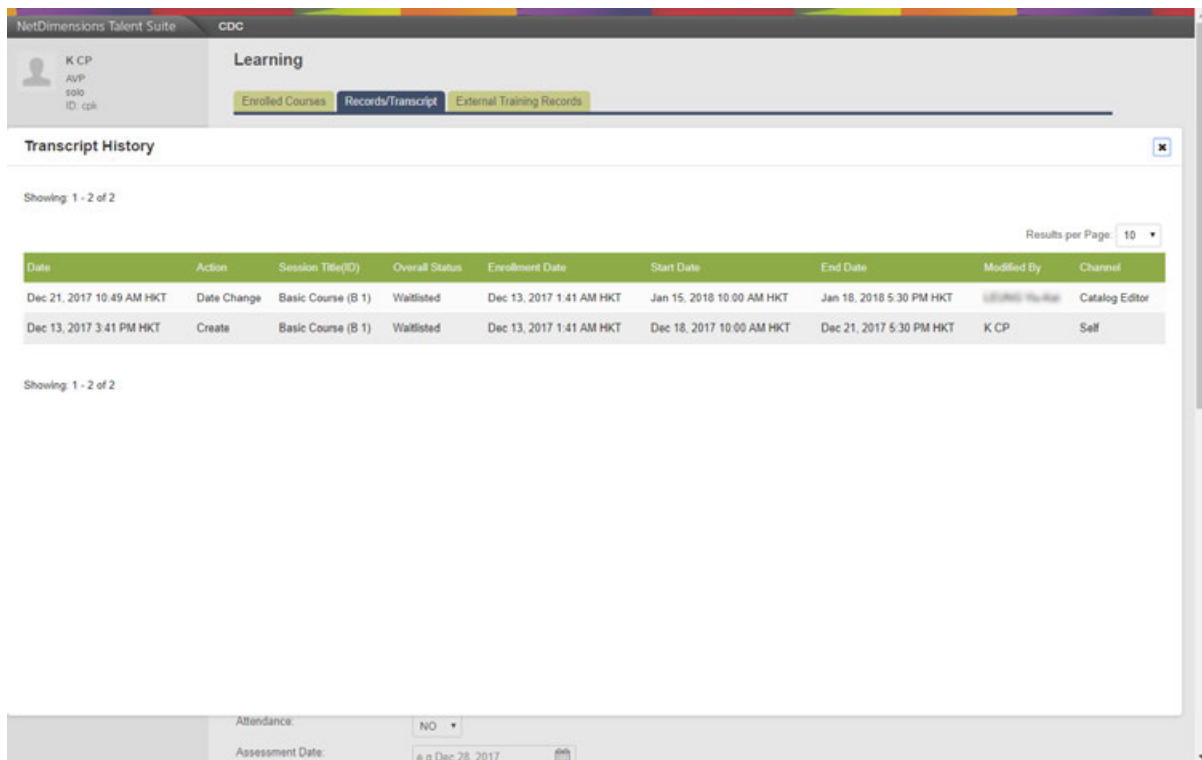 NetDimensions Talent Suite CDC
K CP
AVP
solo
ID: cpk
Learning
Enrolled Courses Records/Transcript External Training Records
Transcript History
Showing: 1 - 2 of 2
Results per Page: 10
Date Action Session Title(ID) Overall Status Enrollment Date Start Date End Date Modified By Channel
Dec 21, 2017 10:49 AM HKT Date Change Basic Course (B 1) Waitlisted Dec 13, 2017 1:41 AM HKT Jan 15, 2018 10:00 AM HKT Jan 18, 2018 5:30 PM HKT Catalog Editor
Dec 13, 2017 3:41 PM HKT Create Basic Course (B 1) Waitlisted Dec 13, 2017 1:41 AM HKT Dec 18, 2017 10:00 AM HKT Dec 21, 2017 5:30 PM HKT K CP Self
Showing: 1 - 2 of 2
Attendance: NO
Assessment Date: e.g Dec 28, 2017